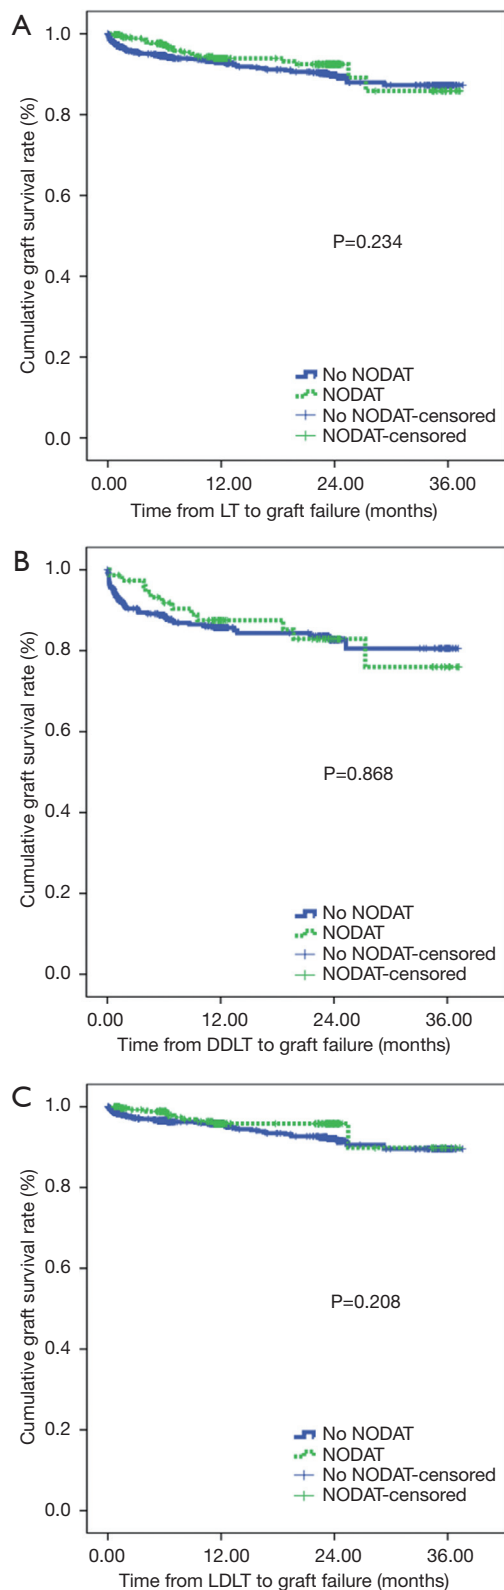 A
Cumulative graft survival rate (%)
1.0
0.8
0.6
0.4
0.2
0.0
P=0.234
No NODAT
NODAT
No NODAT-censored
NODAT-censored
0.00 12.00 24.00 36.00
Time from LT to graft failure (months)
B
Cumulative graft survival rate (%)
1.0
0.8
0.6
0.4
0.2
0.0
P=0.868
No NODAT
NODAT
No NODAT-censored
NODAT-censored
0.00 12.00 24.00 36.00
Time from DDLT to graft failure (months)
C
Cumulative graft survival rate (%)
1.0
0.8
0.6
0.4
0.2
0.0
P=0.208
No NODAT
NODAT
No NODAT-censored
NODAT-censored
0.00 12.00 24.00 36.00
Time from LDLT to graft failure (months)